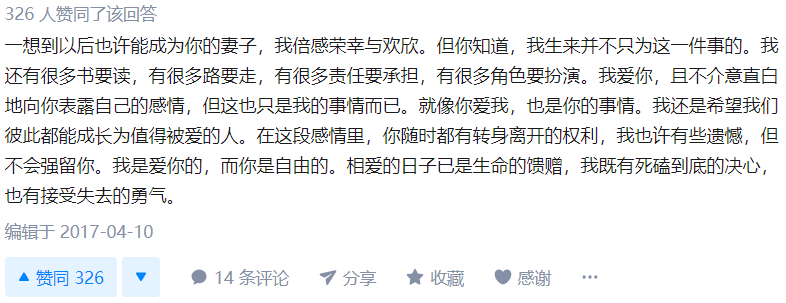 326 人赞同了该回答
一想到以后也许能成为你的妻子，我倍感荣幸与欢欣。但你知道，我生来并不只为这一件事的。我
还有很多书要读，有很多路要走，有很多责任要承担，有很多角色要扮演。我爱你，且不介意直白
地向你表露自己的感情，但这也只是我的事情而已。就像你爱我，也是你的事情。我还是希望我们
彼此都能成长为值得被爱的人。在这段感情里，你随时都有转身离开的权利，我也许有些遗憾，但
不会强留你。我是爱你的，而你是自由的。相爱的日子已是生命的馈赠，我既有死磕到底的决心，
也有接受失去的勇气。
编辑于 2017-04-10
赞同 326 14 条评论 分享 收藏 感谢